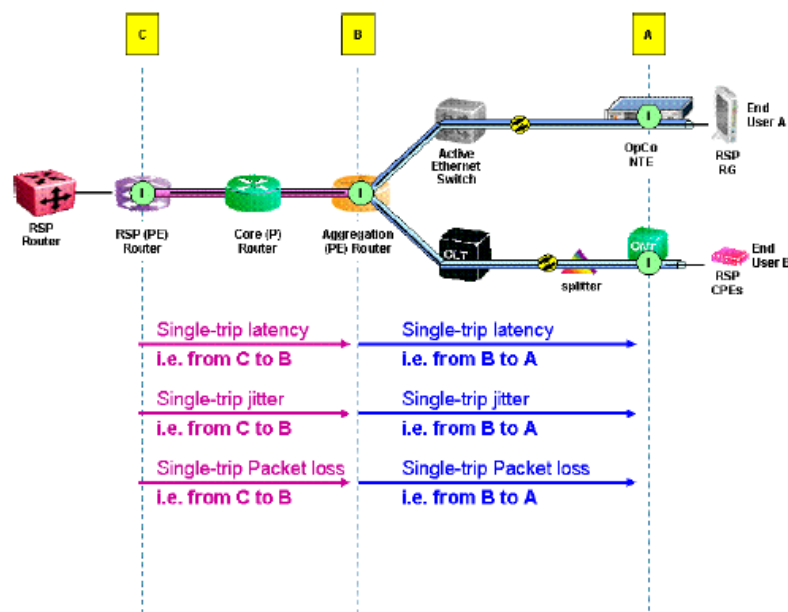 C
B
A
End
User A
Active
Ethernet
Switch
OpCo
NTE
RSP
RG
I
I
I
I
I
RSP
Router
RSP (PE)
Router
Core (P)
Router
Aggregation
(PE) Router
OLT
splitter
ONT
RSP
CPEs
End
User B
Single-trip latency
i.e. from C to B
Single-trip latency
i.e. from B to A
Single-trip jitter
i.e. from C to B
Single-trip jitter
i.e. from B to A
Single-trip Packet loss
i.e. from C to B
Single-trip Packet loss
i.e. from B to A